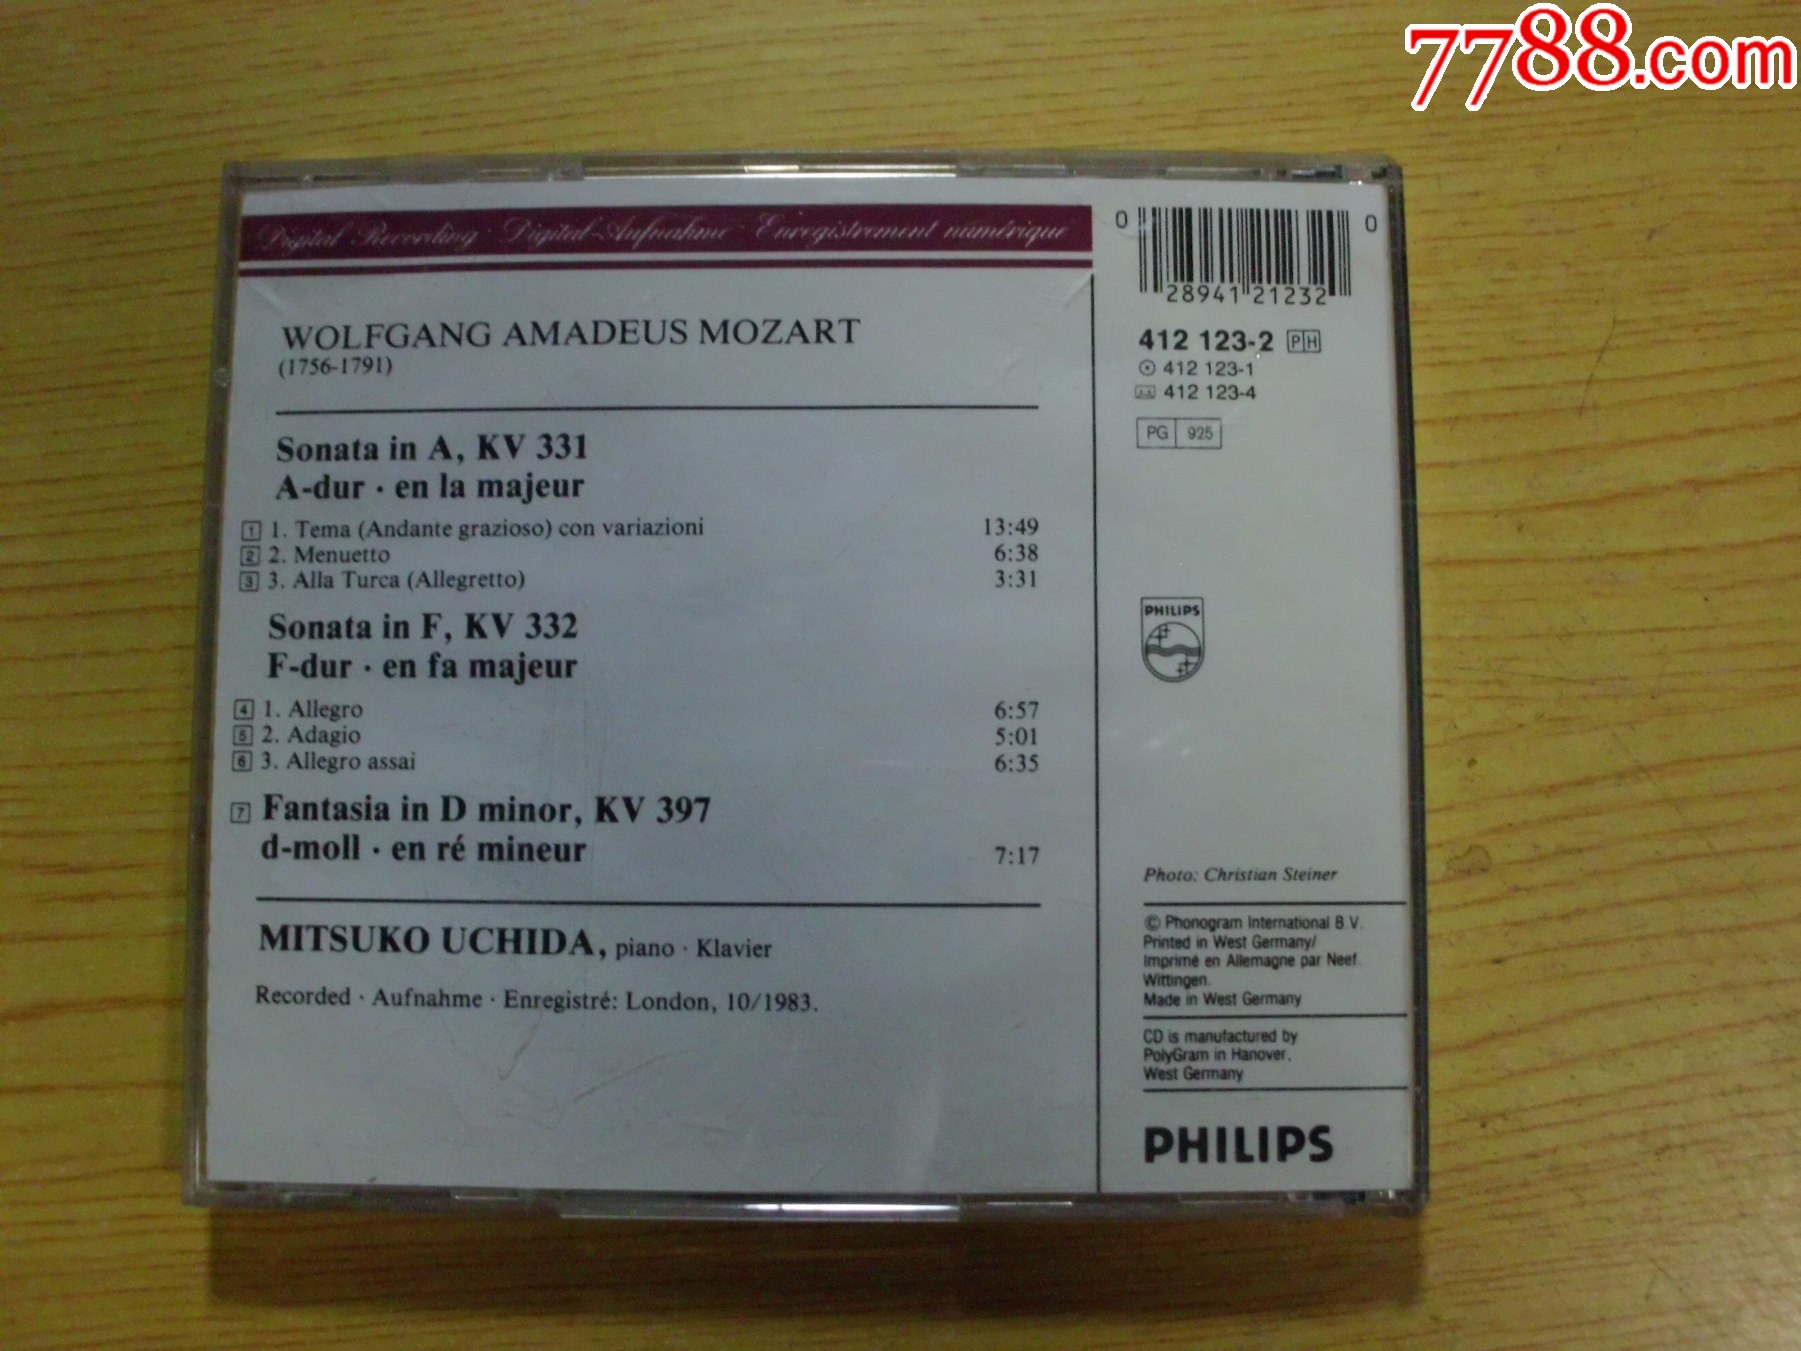 7788.com
Digital Recording · Digital-Aufnahme · Enregistrement numérique
WOLFGANG AMADEUS MOZART
(1756-1791)
Sonata in A, KV 331
A-dur · en la majeur
1 1. Tema (Andante grazioso) con variazioni 13:49
2 2. Menuetto 6:38
3 3. Alla Turca (Allegretto) 3:31
Sonata in F, KV 332
F-dur · en fa majeur
4 1. Allegro 6:57
5 2. Adagio 5:01
6 3. Allegro assai 6:35
7 Fantasia in D minor, KV 397
d-moll · en ré mineur 7:17
MITSUKO UCHIDA, piano · Klavier
Recorded · Aufnahme · Enregistré: London, 10/1983.
0 28941 21232 0
412 123-2 PH
412 123-1
412 123-4
PG 925
PHILIPS
Photo: Christian Steiner
© Phonogram International B.V.
Printed in West Germany/
Imprimé en Allemagne par Neef.
Wittingen.
Made in West Germany
CD is manufactured by
PolyGram in Hanover,
West Germany
PHILIPS